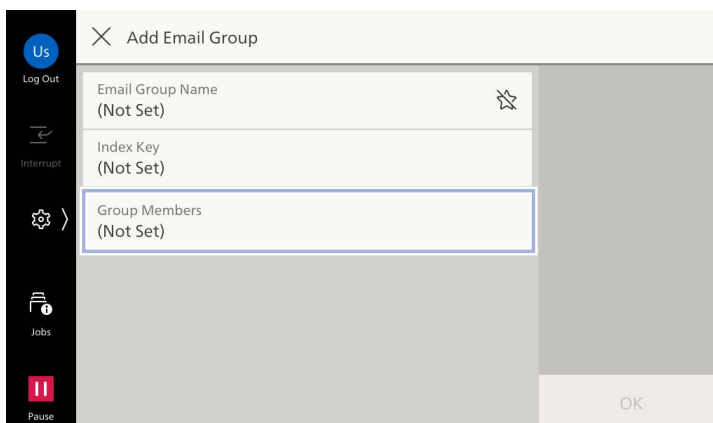 Us
Log Out
Interrupt
Jobs
Pause
Add Email Group
Email Group Name
(Not Set)
Index Key
(Not Set)
Group Members
(Not Set)
OK